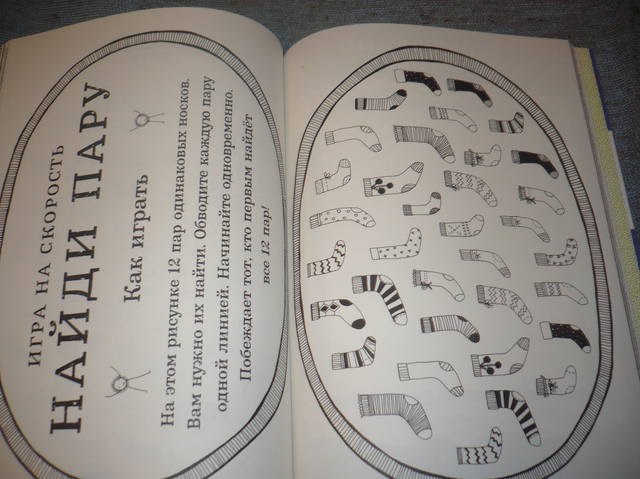 ИГРА НА СКОРОСТЬ
НАЙДИ ПАРУ
Как играть
На этом рисунке 12 пар одинаковых носков.
Вам нужно их найти. Обводите каждую пару
одной линией. Начинайте одновременно.
Побеждает тот, кто первым найдёт
все 12 пар!